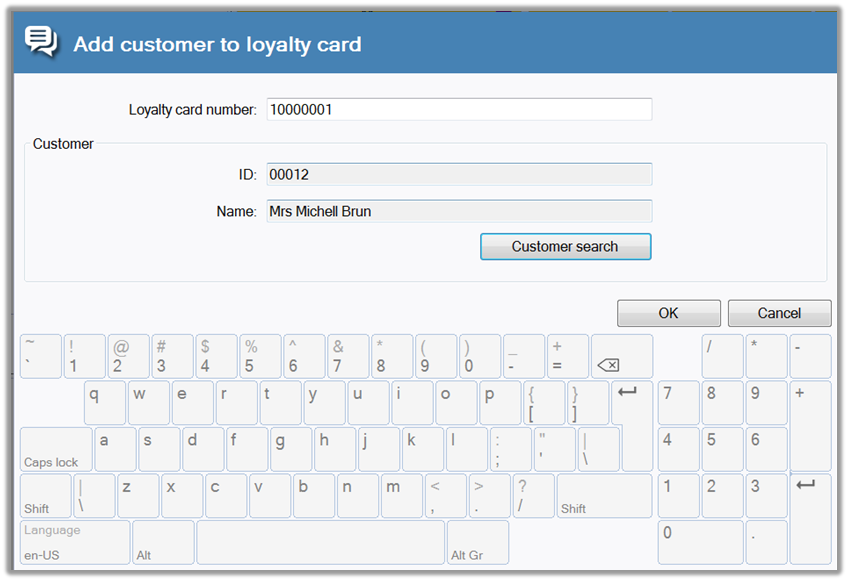 Add customer to loyalty card
Loyalty card number: 10000001
Customer
ID: 00012
Name: Mrs Michell Brun
Customer search
OK Cancel
~ ! @ # $ % ^ & * ( ) _ +
` 1 2 3 4 5 6 7 8 9 0 - = / * -
q w e r t y u i o p { }
[ ] 7 8 9 +
a s d f g h j k l : " |
Caps lock ; ' \ 4 5 6
| z x c v b n m < > ?
Shift \ , . / Shift 1 2 3
Language
en-US Alt Alt Gr 0 .